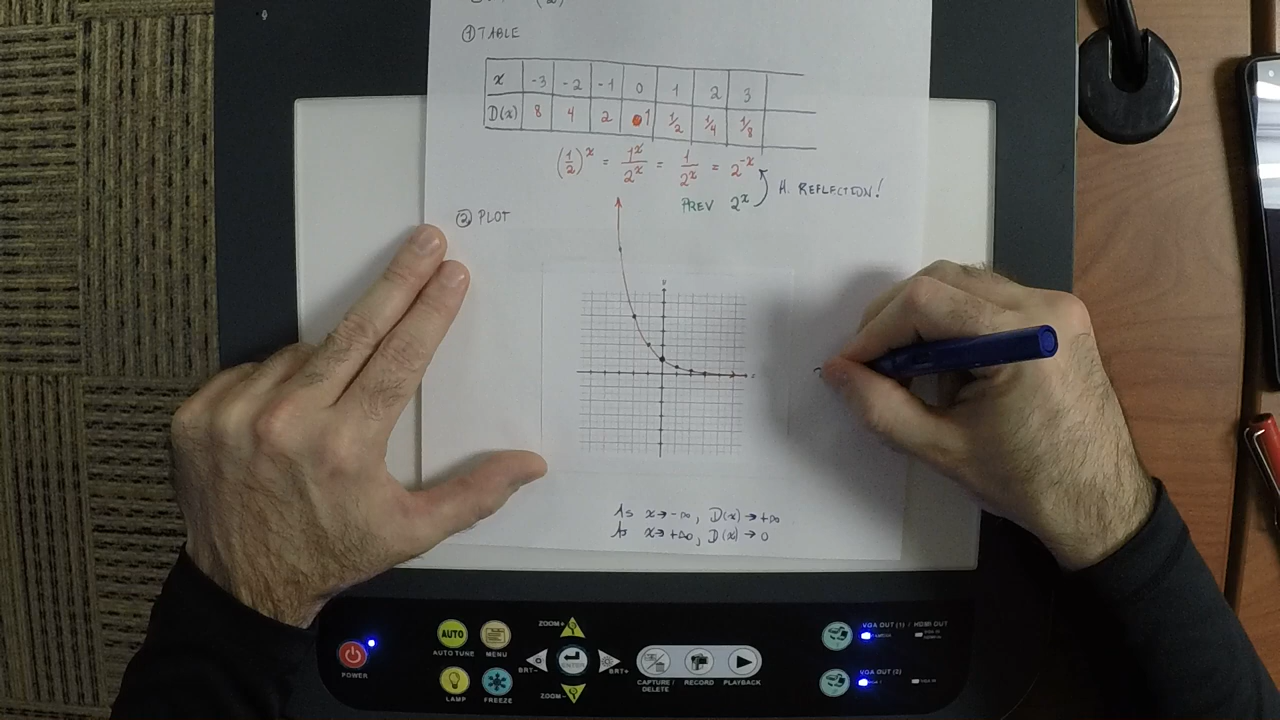 ① TABLE
x -3 -2 -1 0 1 2 3
D(x) 8 4 2 1 1/2 1/4 1/8
(1/2)^x = 1^x/2^x = 1/2^x = 2^-x
H. REFLECTION!
PREV 2^x
② PLOT
As x→-∞, D(x)→+∞
As x→+∞, D(x)→0
POWER
AUTO
AUTO TUNE
MENU
LAMP
FREEZE
ZOOM+
BRT-
ENTER
BRT+
ZOOM-
CAPTURE / DELETE
RECORD
PLAYBACK
VGA OUT (1) / HDMI OUT
VGA OUT (2)